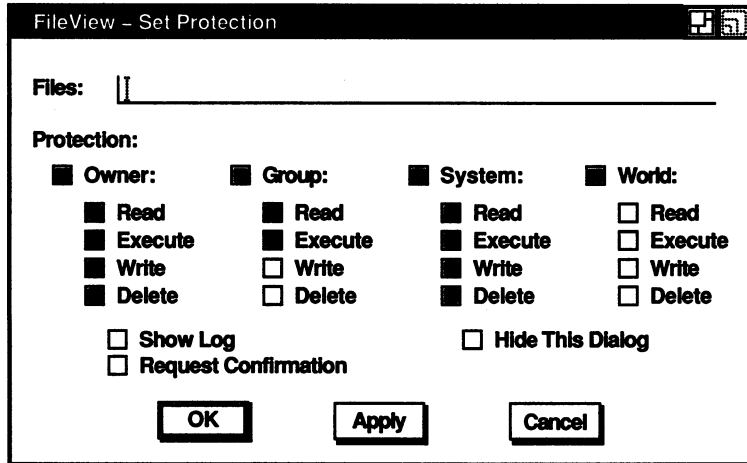 FileView – Set Protection
Files:
Protection:
Owner: Group: System: World:
Read Read Read Read
Execute Execute Execute Execute
Write Write Write Write
Delete Delete Delete Delete
Show Log Hide This Dialog
Request Confirmation
OK Apply Cancel